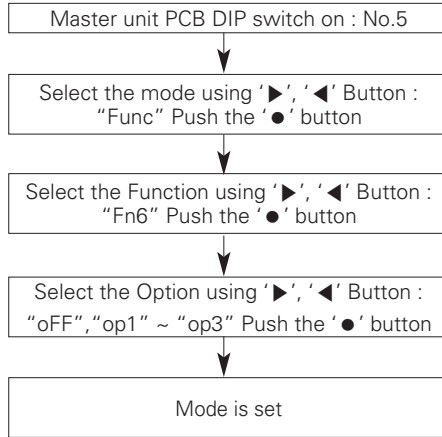 Master unit PCB DIP switch on : No.5
Select the mode using ‘▶’, ‘◀’ Button :
“Func” Push the ‘●’ button
Select the Function using ‘▶’, ‘◀’ Button :
“Fn6” Push the ‘●’ button
Select the Option using ‘▶’, ‘◀’ Button :
“oFF”,“op1” ~ “op3” Push the ‘●’ button
Mode is set